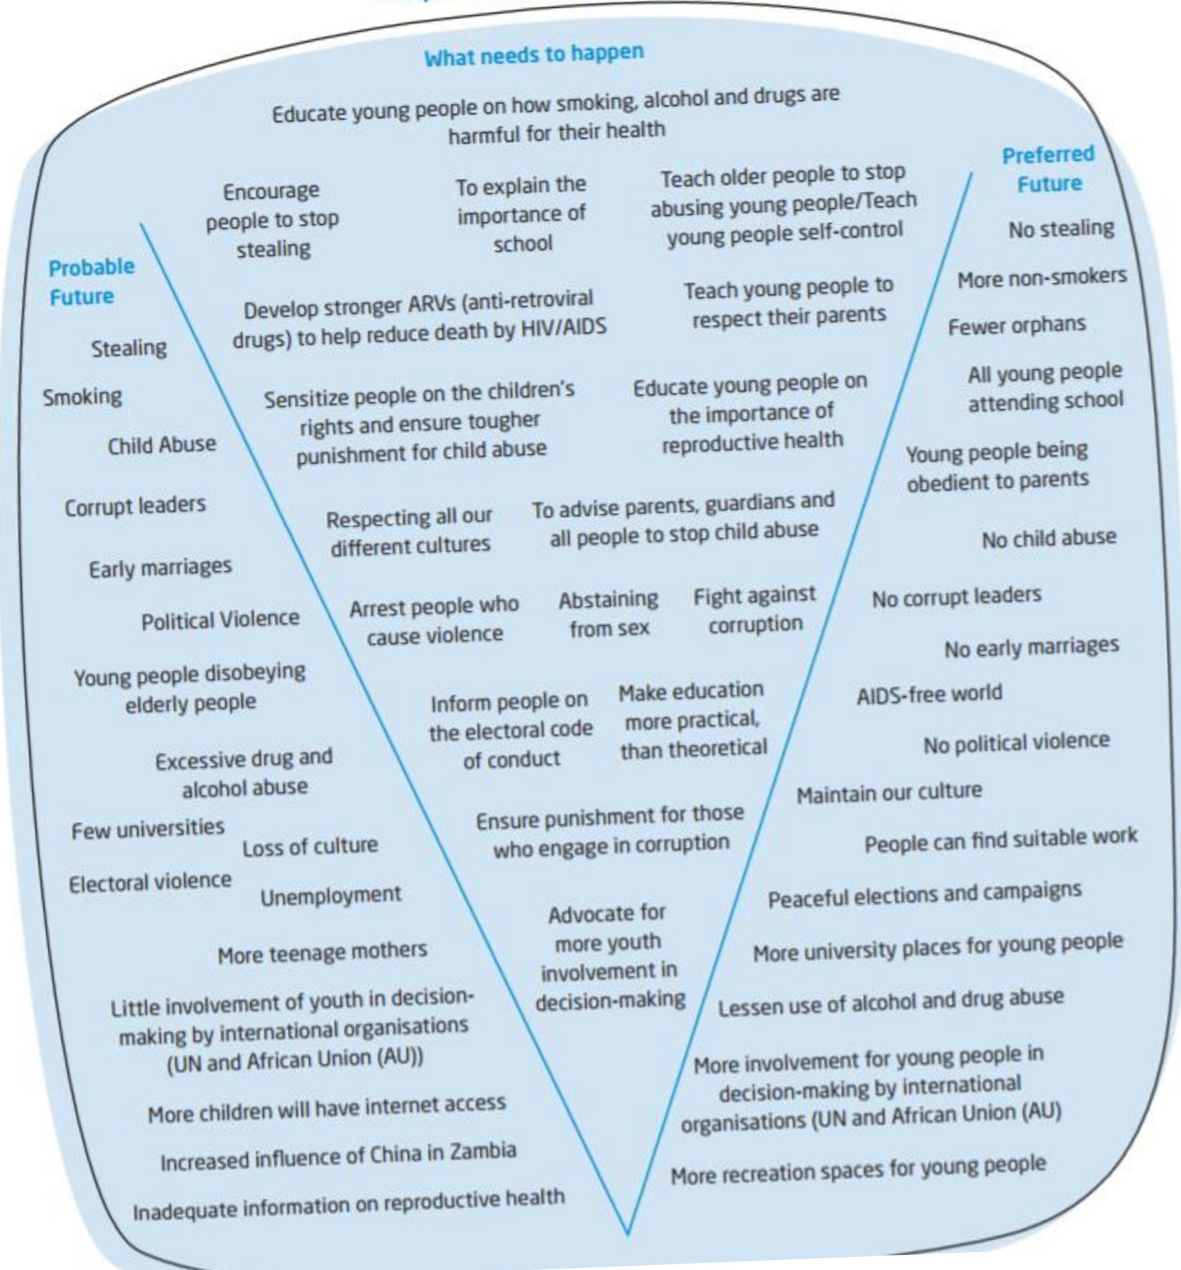 What needs to happen
Educate young people on how smoking, alcohol and drugs are
harmful for their health
Encourage
people to stop
stealing
To explain the
importance of
school
Teach older people to stop
abusing young people/Teach
young people self-control
Develop stronger ARVs (anti-retroviral
drugs) to help reduce death by HIV/AIDS
Teach young people to
respect their parents
Sensitize people on the children's
rights and ensure tougher
punishment for child abuse
Educate young people on
the importance of
reproductive health
Respecting all our
different cultures
To advise parents, guardians and
all people to stop child abuse
Arrest people who
cause violence
Abstaining
from sex
Fight against
corruption
Inform people on
the electoral code
of conduct
Make education
more practical,
than theoretical
Ensure punishment for those
who engage in corruption
Advocate for
more youth
involvement in
decision-making
Probable
Future
Stealing
Smoking
Child Abuse
Corrupt leaders
Early marriages
Political Violence
Young people disobeying
elderly people
Excessive drug and
alcohol abuse
Few universities
Loss of culture
Electoral violence
Unemployment
More teenage mothers
Little involvement of youth in decision-
making by international organisations
(UN and African Union (AU))
More children will have internet access
Increased influence of China in Zambia
Inadequate information on reproductive health
Preferred
Future
No stealing
More non-smokers
Fewer orphans
All young people
attending school
Young people being
obedient to parents
No child abuse
No corrupt leaders
No early marriages
AIDS-free world
No political violence
Maintain our culture
People can find suitable work
Peaceful elections and campaigns
More university places for young people
Lessen use of alcohol and drug abuse
More involvement for young people in
decision-making by international
organisations (UN and African Union (AU)
More recreation spaces for young people